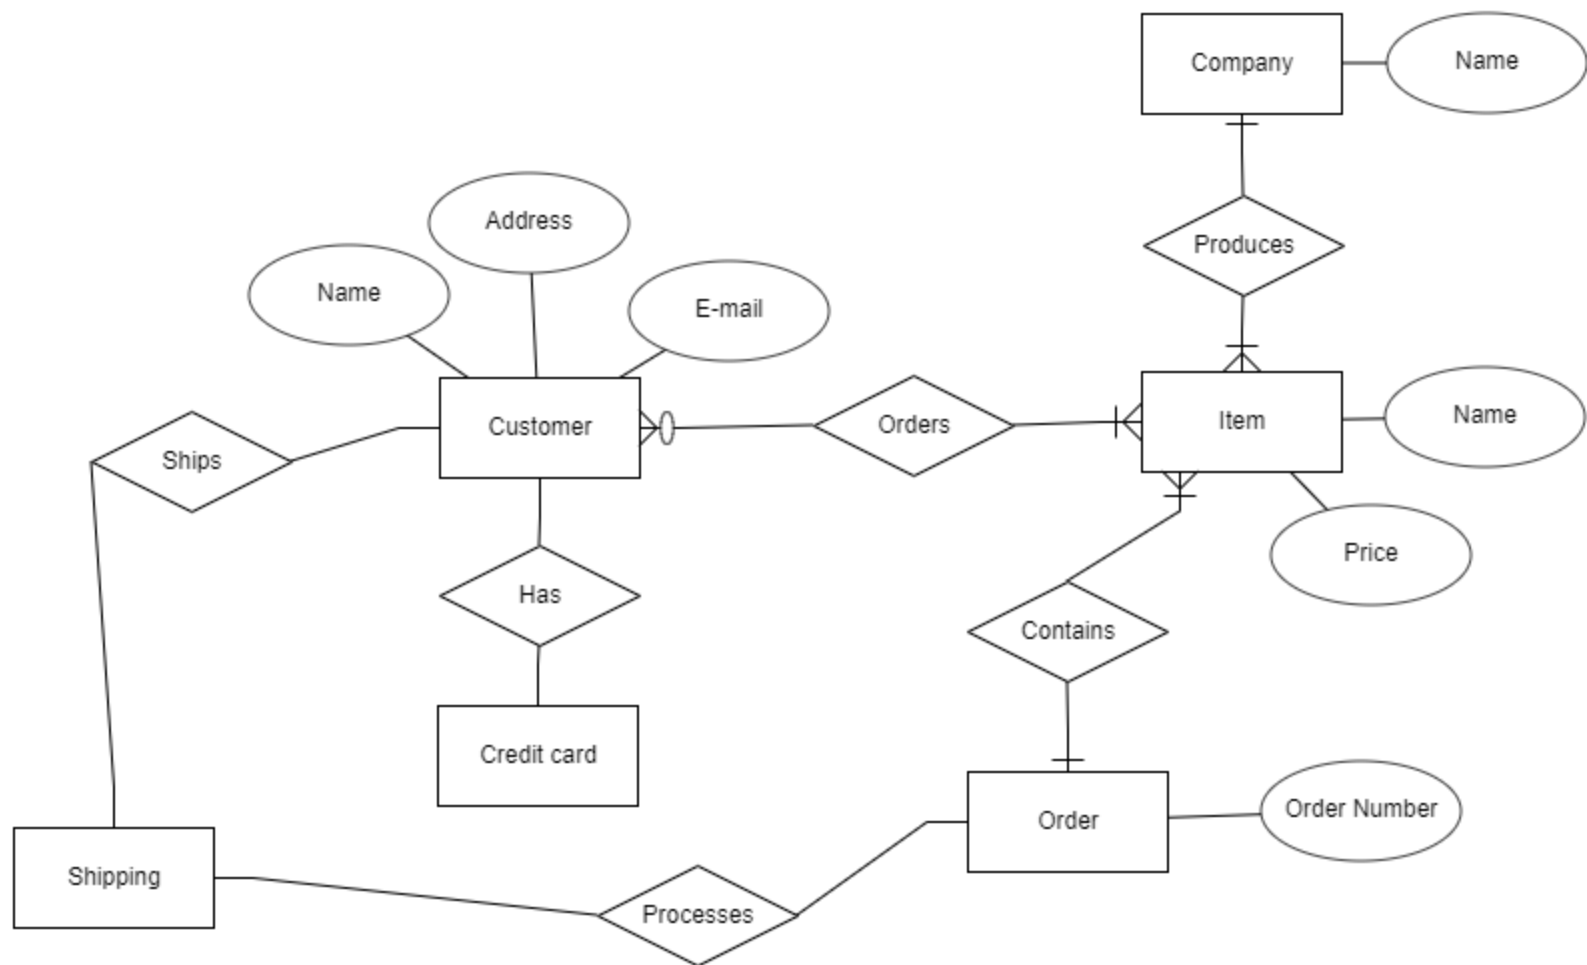 Company
Name
Address
Produces
Name
E-mail
Customer
Orders
Item
Name
Ships
Price
Has
Contains
Credit card
Order
Order Number
Shipping
Processes